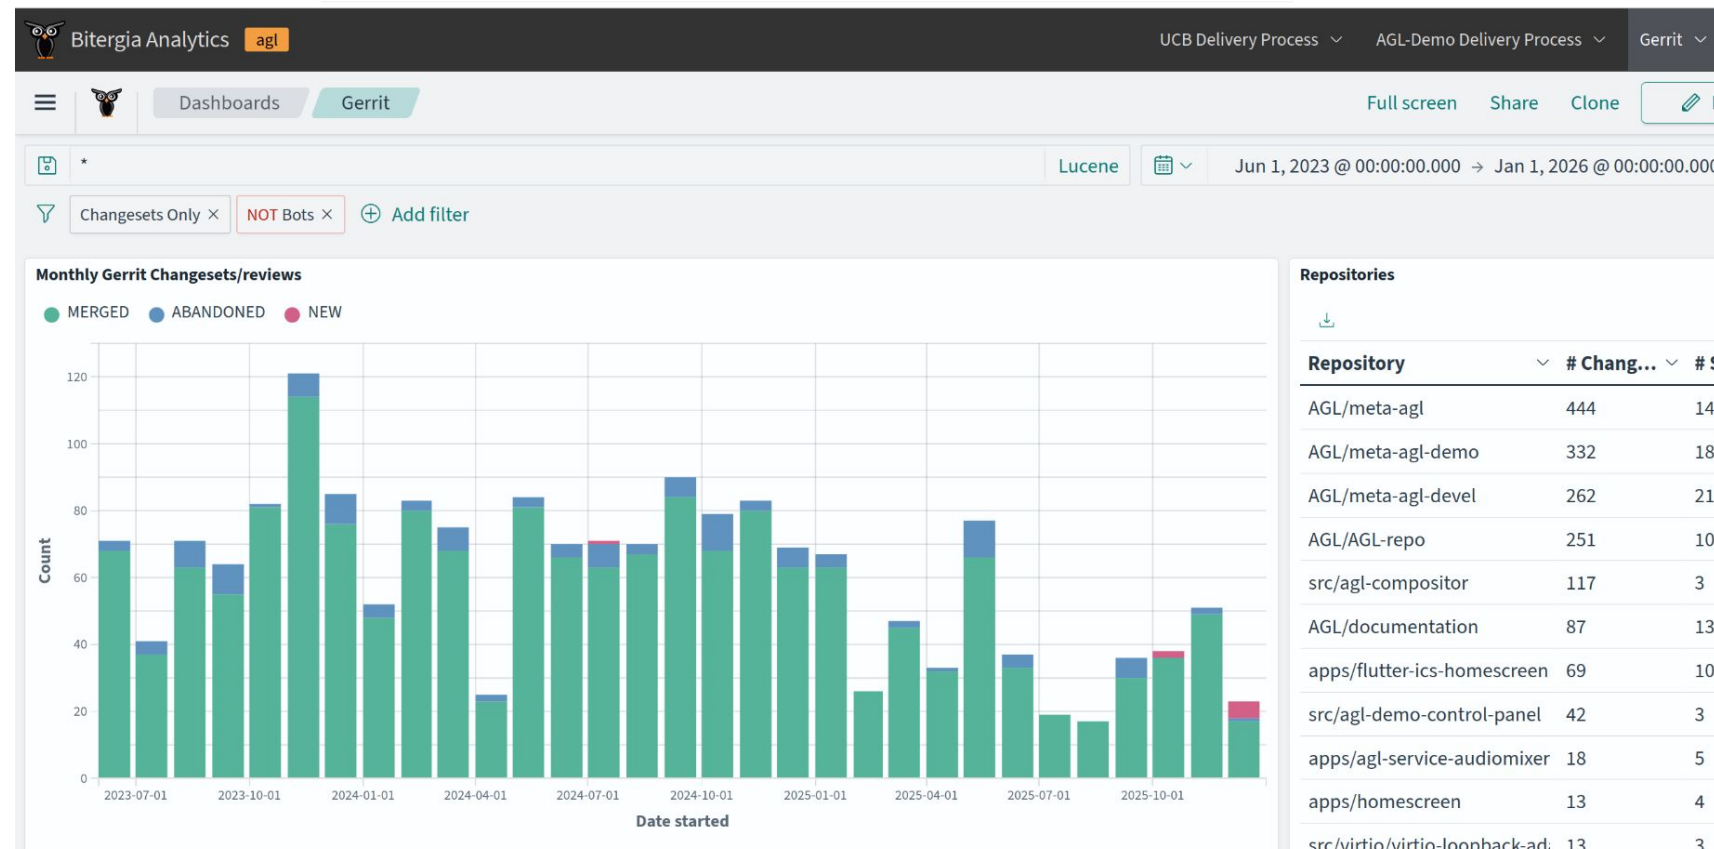 Bitergia Analytics agl UCB Delivery Process AGL-Demo Delivery Process Gerrit
Dashboards Gerrit Full screen Share Clone
* Lucene Jun 1, 2023 @ 00:00:00.000 → Jan 1, 2026 @ 00:00:00.000
Changesets Only × NOT Bots × Add filter
Monthly Gerrit Changesets/reviews
MERGED ABANDONED NEW
120
100
80
60
40
20
0
Count
2023-07-01 2023-10-01 2024-01-01 2024-04-01 2024-07-01 2024-10-01 2025-01-01 2025-04-01 2025-07-01 2025-10-01
Date started
Repositories
Repository # Chang... #
AGL/meta-agl 444 14
AGL/meta-agl-demo 332 18
AGL/meta-agl-devel 262 21
AGL/AGL-repo 251 10
src/agl-compositor 117 3
AGL/documentation 87 13
apps/flutter-ics-homescreen 69 10
src/agl-demo-control-panel 42 3
apps/agl-service-audiomixer 18 5
apps/homescreen 13 4
src/virtio/virtio-loopback-ad 13 3